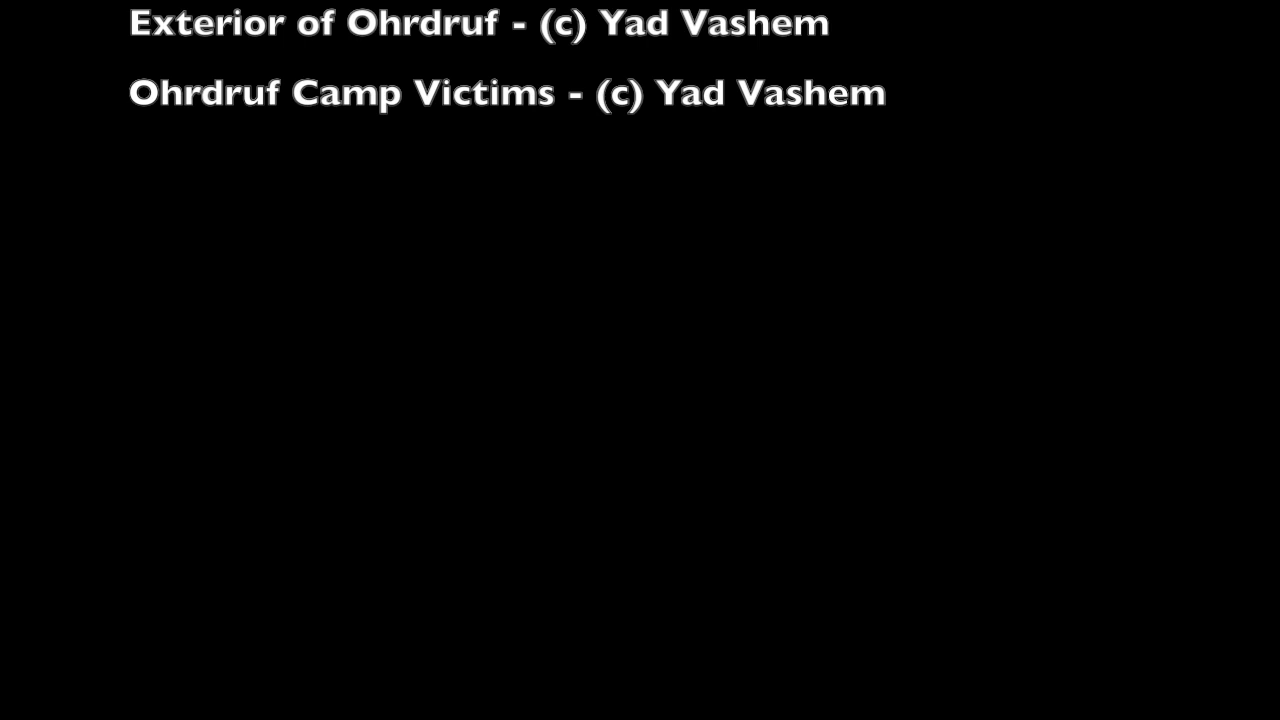 Exterior of Ohrdruf - (c) Yad Vashem
Ohrdruf Camp Victims - (c) Yad Vashem